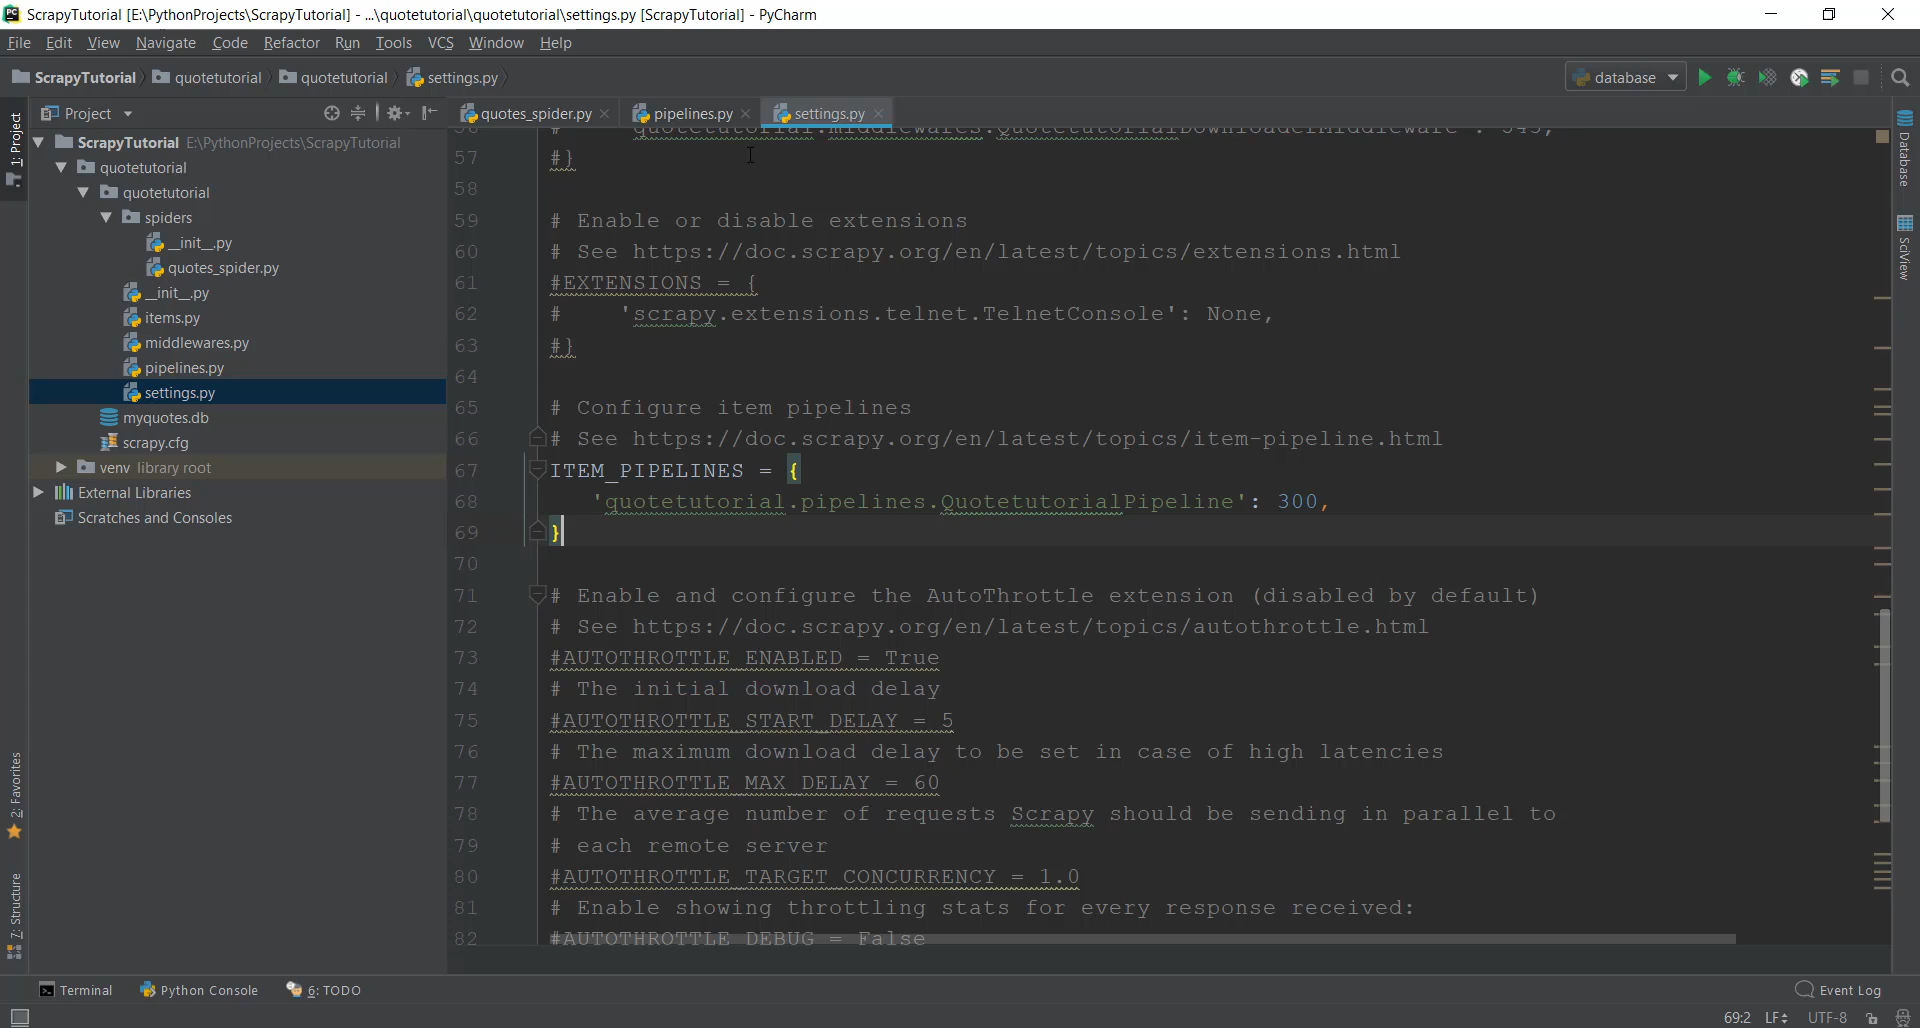 ScrapyTutorial [E:\PythonProjects\ScrapyTutorial] - ...\quotetutorial\quotetutorial\settings.py [ScrapyTutorial] - PyCharm
File Edit View Navigate Code Refactor Run Tools VCS Window Help
ScrapyTutorial quotetutorial quotetutorial settings.py database
Project quotes_spider.py pipelines.py settings.py
1: Project
ScrapyTutorial E:\PythonProjects\ScrapyTutorial
quotetutorial
quotetutorial
spiders
__init__.py
quotes_spider.py
__init__.py
items.py
middlewares.py
pipelines.py
settings.py
myquotes.db
scrapy.cfg
venv library root
External Libraries
Scratches and Consoles
2: Favorites
7: Structure
56 # 'quotetutorial.middlewares.QuotetutorialDownloaderMiddleware': 543,
57 #}
58
59 # Enable or disable extensions
60 # See https://doc.scrapy.org/en/latest/topics/extensions.html
61 #EXTENSIONS = {
62 # 'scrapy.extensions.telnet.TelnetConsole': None,
63 #}
64
65 # Configure item pipelines
66 # See https://doc.scrapy.org/en/latest/topics/item-pipeline.html
67 ITEM_PIPELINES = {
68 'quotetutorial.pipelines.QuotetutorialPipeline': 300,
69 }
70
71 # Enable and configure the AutoThrottle extension (disabled by default)
72 # See https://doc.scrapy.org/en/latest/topics/autothrottle.html
73 #AUTOTHROTTLE_ENABLED = True
74 # The initial download delay
75 #AUTOTHROTTLE_START_DELAY = 5
76 # The maximum download delay to be set in case of high latencies
77 #AUTOTHROTTLE_MAX_DELAY = 60
78 # The average number of requests Scrapy should be sending in parallel to
79 # each remote server
80 #AUTOTHROTTLE_TARGET_CONCURRENCY = 1.0
81 # Enable showing throttling stats for every response received:
82 #AUTOTHROTTLE_DEBUG = False
Database
SciView
Terminal Python Console 6: TODO Event Log
69:2 LF UTF-8